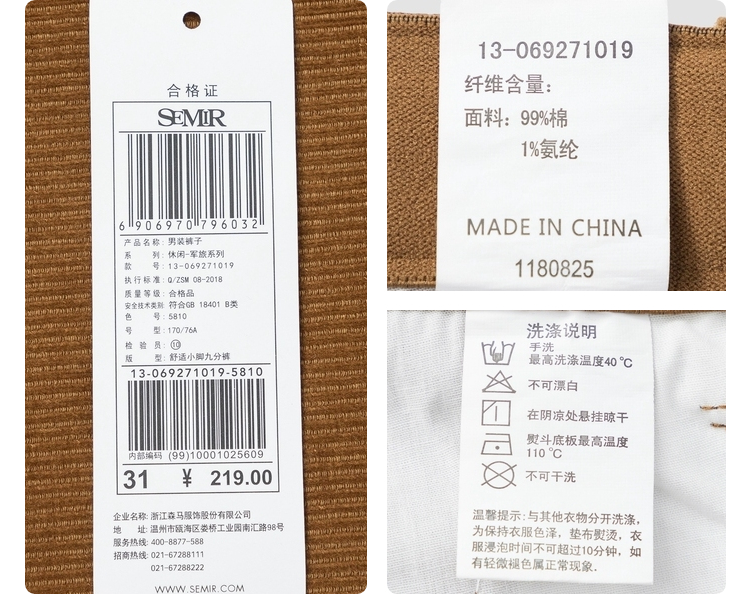 合格证
SEMIR
6 906970 796032
产品名称: 男装裤子
系 列: 休闲-军旅系列
款 号: 13-069271019
执行标准: Q/ZSM 08-2018
质量等级: 合格品
安全技术类别: 符合GB 18401 B类
色 号: 5810
号 型: 170/76A
检 验 员: ⑩
版 型: 舒适小脚九分裤
13-069271019-5810
内部编码 (99)10001025609
31 ¥ 219.00
企业名称: 浙江森马服饰股份有限公司
地 址: 温州市瓯海区娄桥工业园南汇路98号
服务热线: 400-8877-588
招商热线: 021-67288111
021-67288222
WWW.SEMIR.COM
13-069271019
纤维含量:
面料: 99%棉
1%氨纶
MADE IN CHINA
1180825
洗涤说明
手洗
最高洗涤温度40℃
不可漂白
在阴凉处悬挂晾干
熨斗底板最高温度
110℃
不可干洗
温馨提示: 与其他衣物分开洗涤,
为保持衣服色泽, 垫布熨烫, 衣
服浸泡时间不可超过10分钟, 如
有轻微褪色属正常现象.